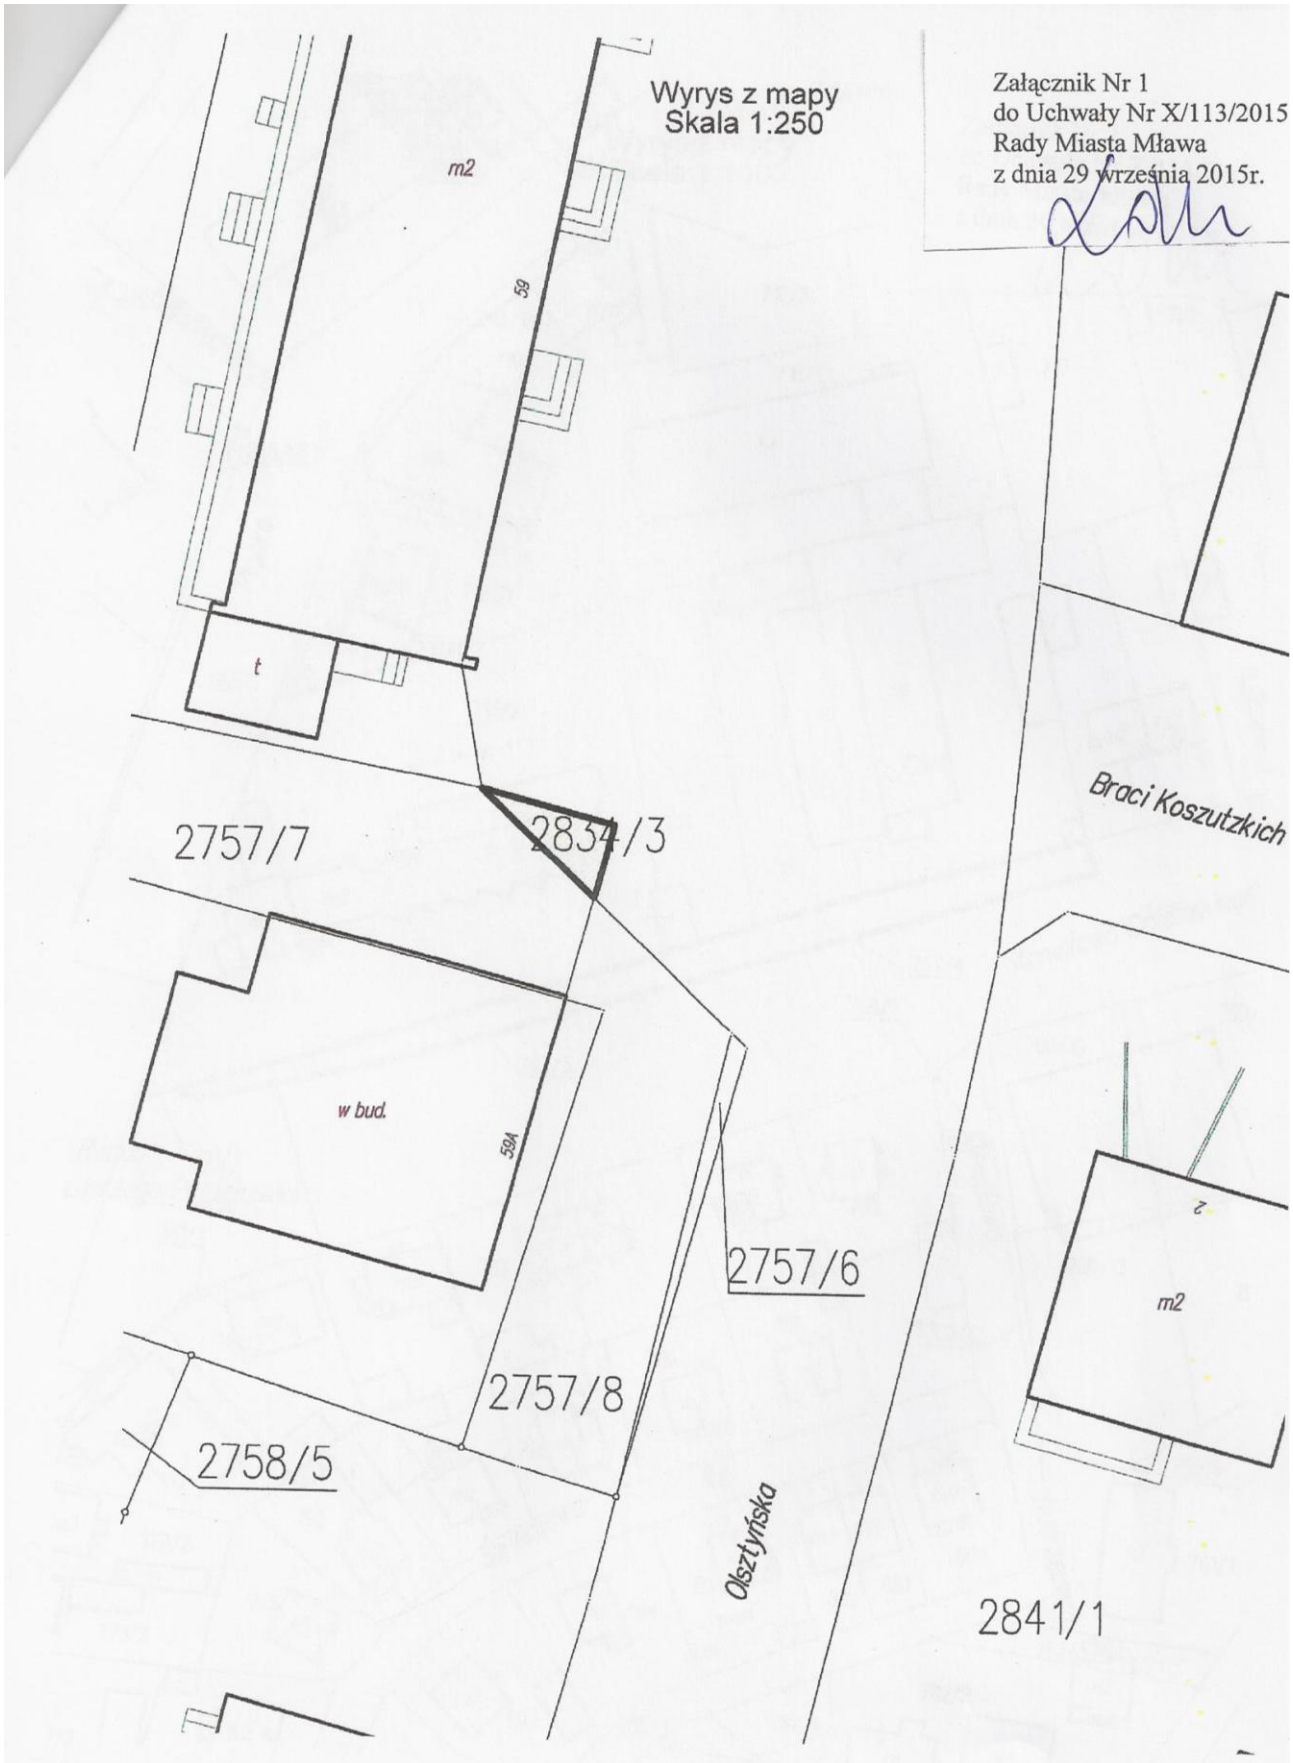 Wyrys z mapy
Skala 1:250
Załącznik Nr 1
do Uchwały Nr X/113/2015
Rady Miasta Mława
z dnia 29 września 2015r.
m2
59
t
2757/7
2834/3
Braci Koszutzkich
w bud.
59A
2757/6
2
m2
2757/8
2758/5
Olsztyńska
2841/1